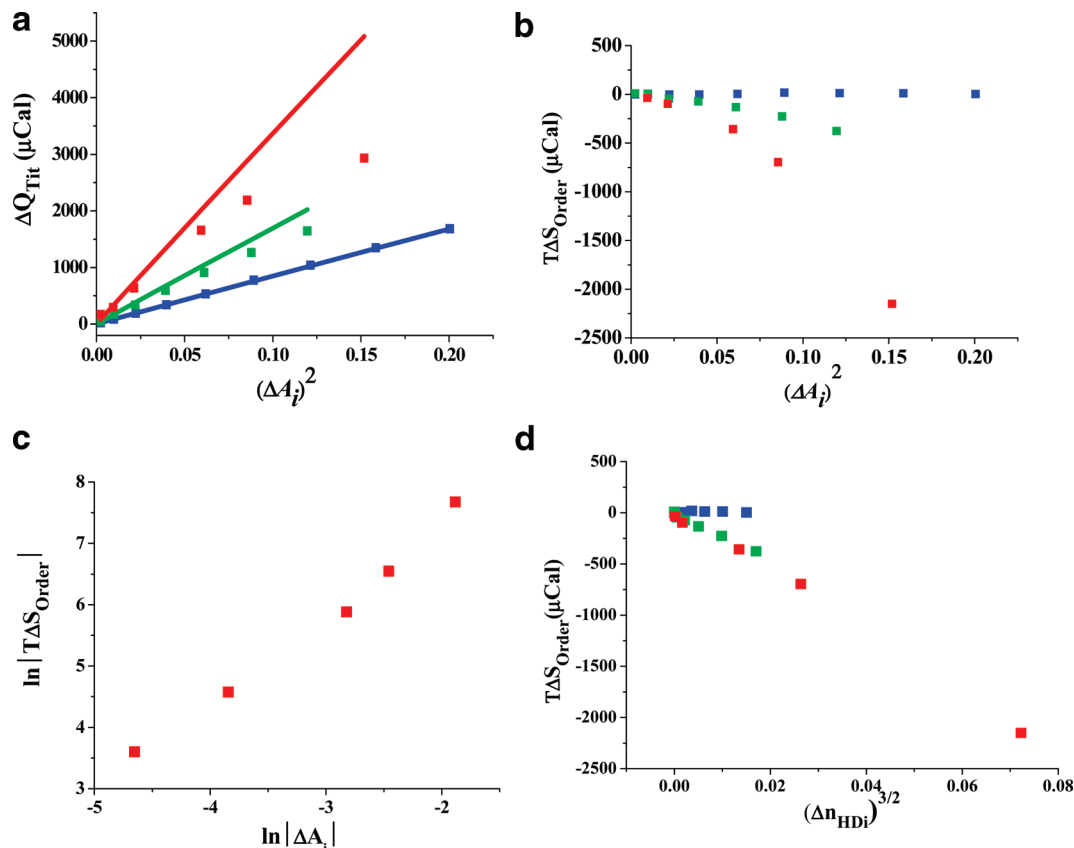 a
5000
4000
3000
2000
1000
0
ΔQTit (μCal)
0.00 0.05 0.10 0.15 0.20
(ΔAi)2
b
500
0
-500
-1000
-1500
-2000
-2500
TΔSOrder (μCal)
0.00 0.05 0.10 0.15 0.20
(ΔAi)2
c
8
7
6
5
4
3
ln|TΔSOrder|
-5 -4 -3 -2
ln|ΔAi|
d
500
0
-500
-1000
-1500
-2000
-2500
TΔSOrder(μCal)
0.00 0.02 0.04 0.06 0.08
(ΔnHDi)3/2